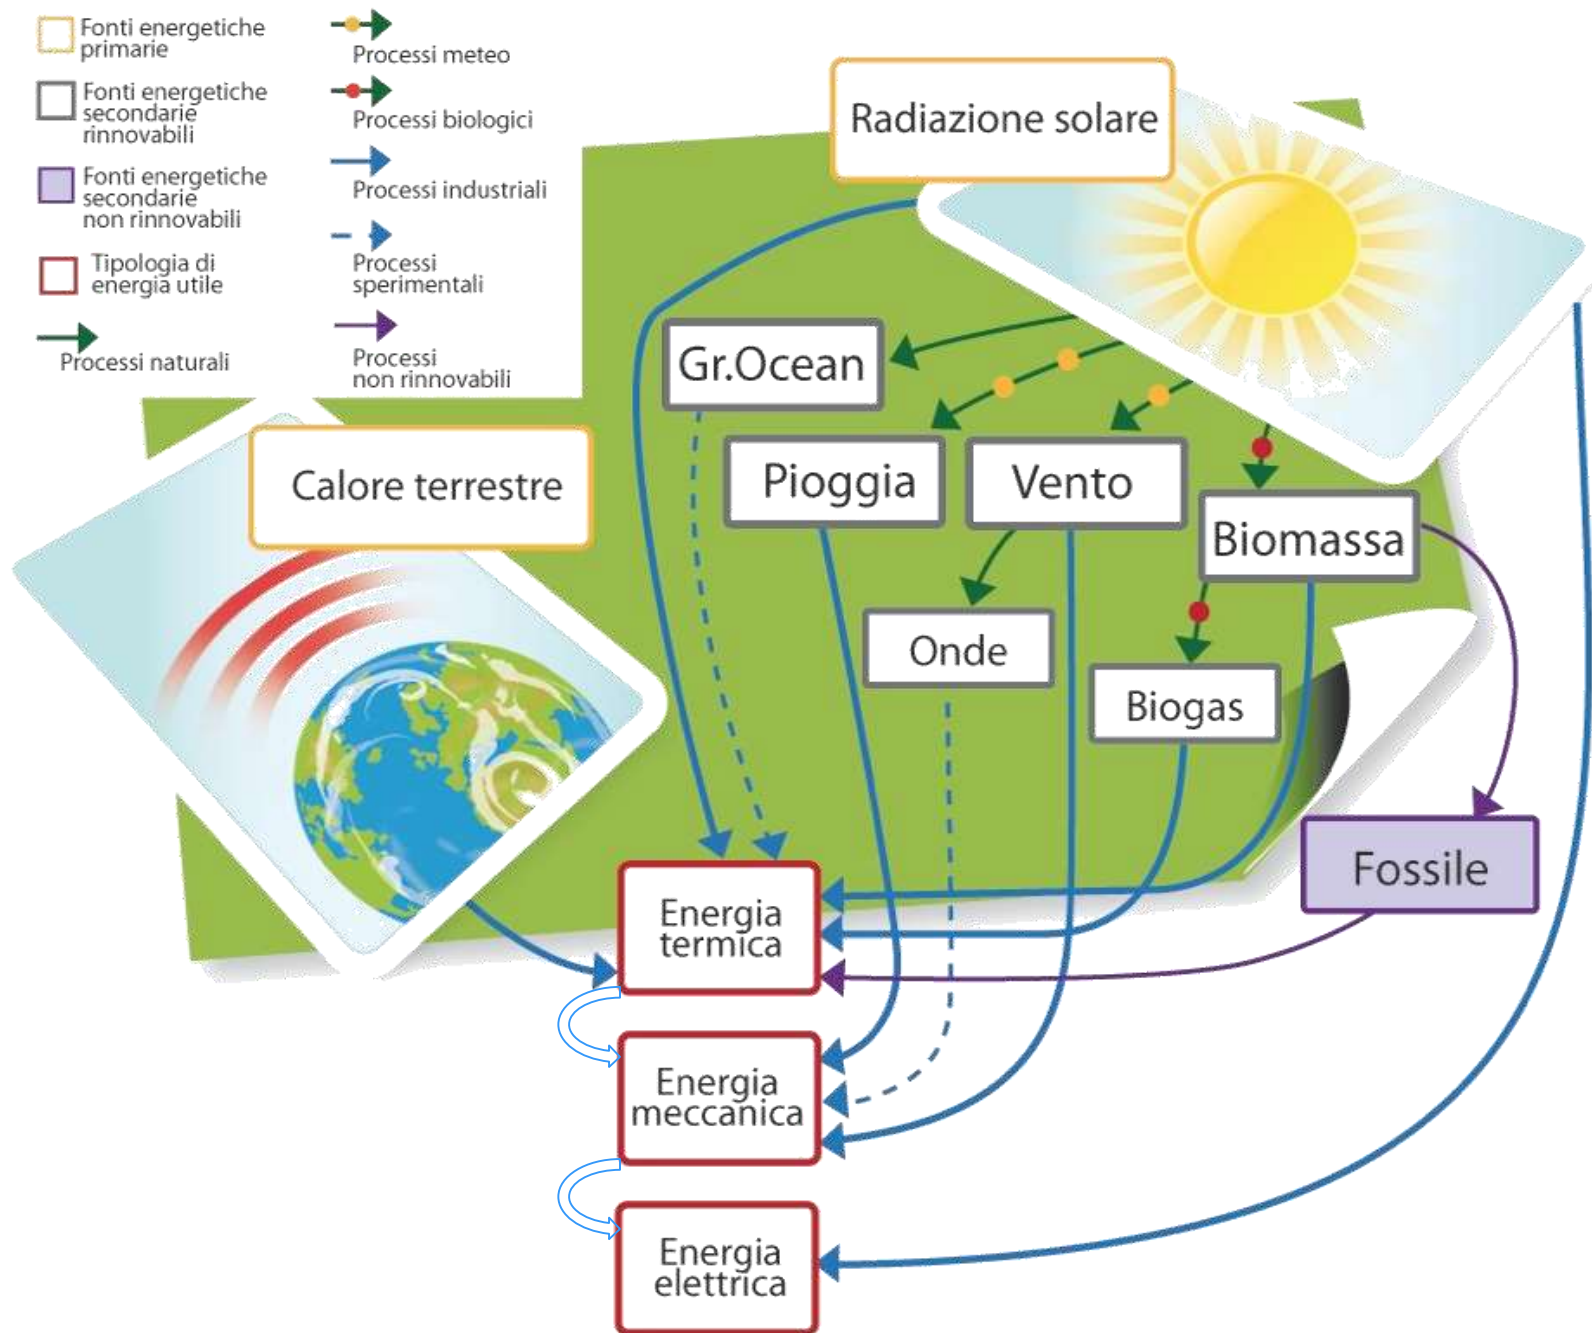 Fonti energetiche
primarie
Fonti energetiche
secondarie
rinnovabili
Fonti energetiche
secondarie
non rinnovabili
Tipologia di
energia utile
Processi naturali
Processi meteo
Processi biologici
Processi industriali
Processi
sperimentali
Processi
non rinnovabili
Radiazione solare
Gr.Ocean
Calore terrestre
Pioggia
Vento
Biomassa
Onde
Biogas
Fossile
Energia
termica
Energia
meccanica
Energia
elettrica